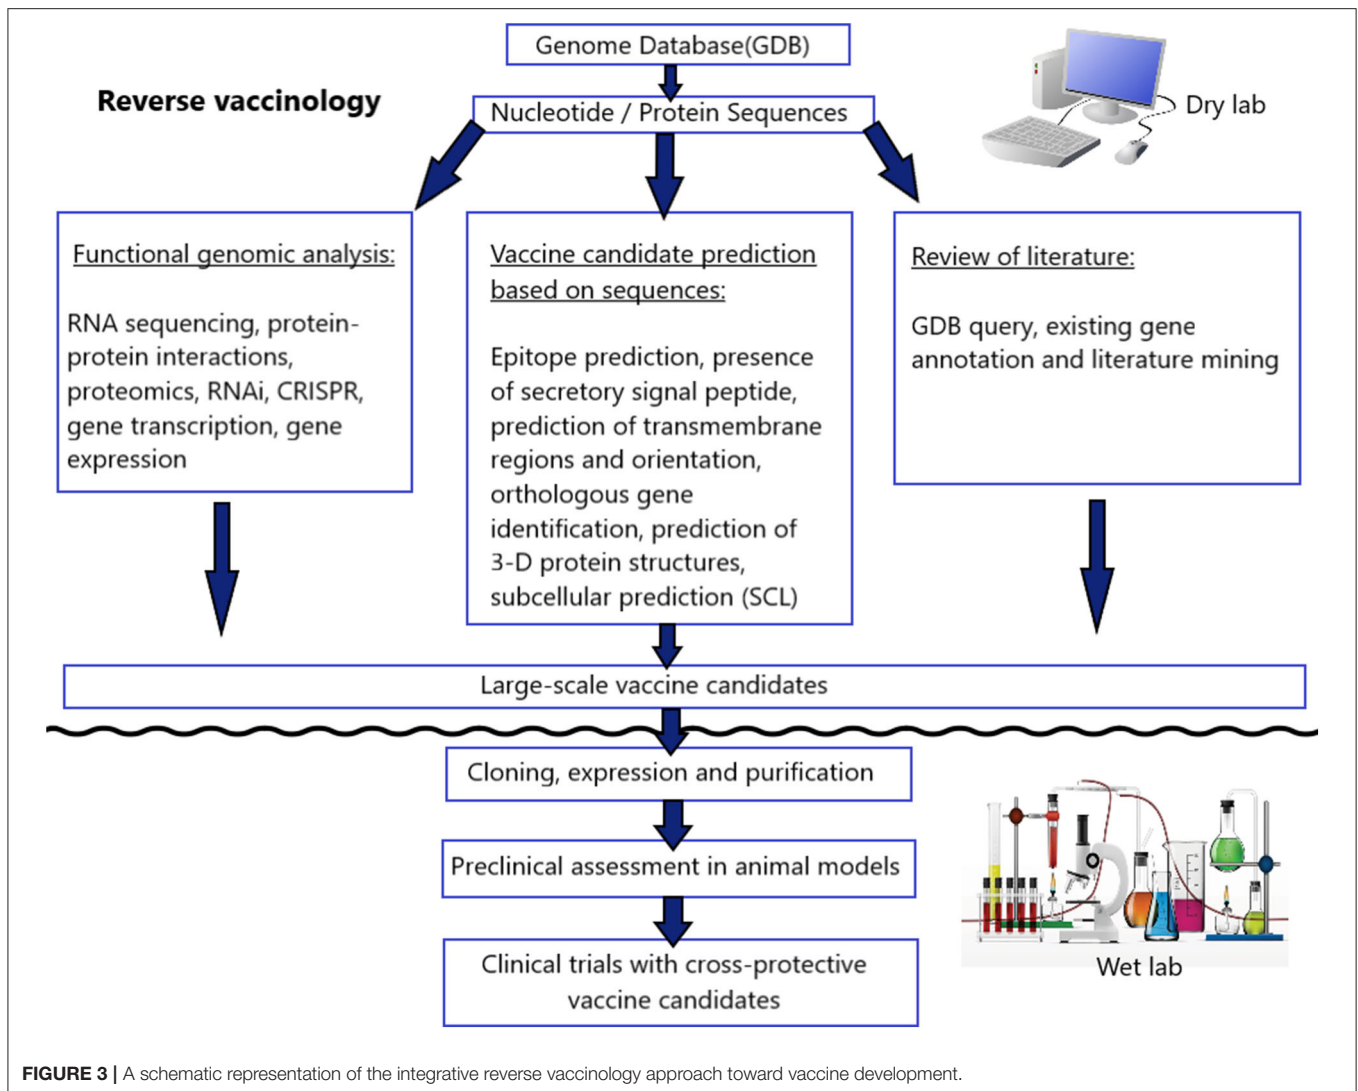 Genome Database(GDB)
Reverse vaccinology
Nucleotide / Protein Sequences
Dry lab
Functional genomic analysis:
RNA sequencing, protein-
protein interactions,
proteomics, RNAi, CRISPR,
gene transcription, gene
expression
Vaccine candidate prediction
based on sequences:
Epitope prediction, presence
of secretory signal peptide,
prediction of transmembrane
regions and orientation,
orthologous gene
identification, prediction of
3-D protein structures,
subcellular prediction (SCL)
Review of literature:
GDB query, existing gene
annotation and literature mining
Large-scale vaccine candidates
Cloning, expression and purification
Preclinical assessment in animal models
Clinical trials with cross-protective
vaccine candidates
Wet lab
FIGURE 3 | A schematic representation of the integrative reverse vaccinology approach toward vaccine development.